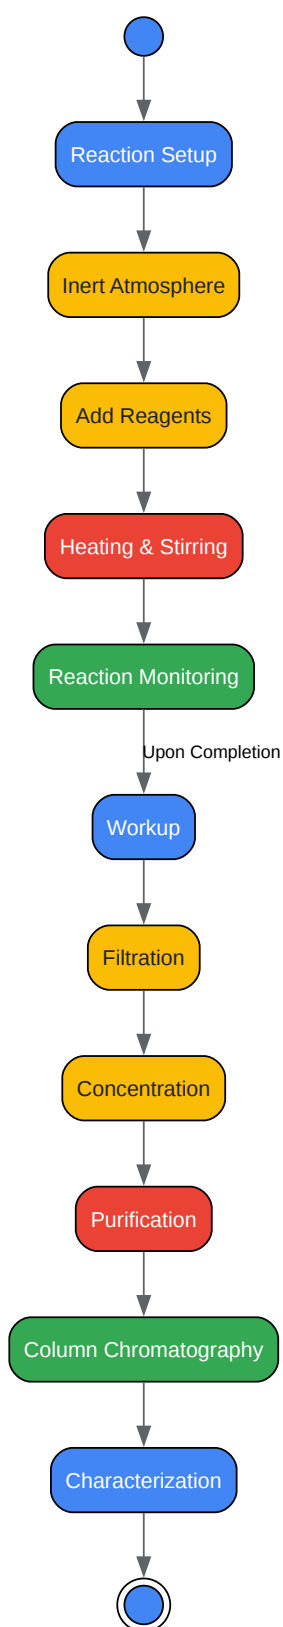 Reaction Setup
Inert Atmosphere
Add Reagents
Heating & Stirring
Reaction Monitoring
Upon Completion
Workup
Filtration
Concentration
Purification
Column Chromatography
Characterization